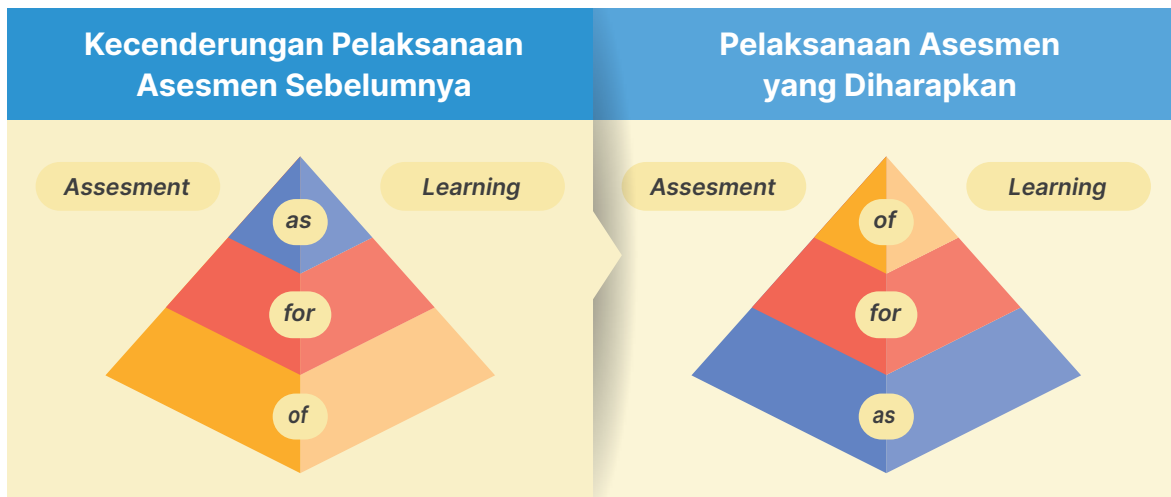 Kecenderungan Pelaksanaan
Asesmen Sebelumnya
Assesment
Learning
as
for
of
Pelaksanaan Asesmen
yang Diharapkan
Assesment
Learning
of
for
as